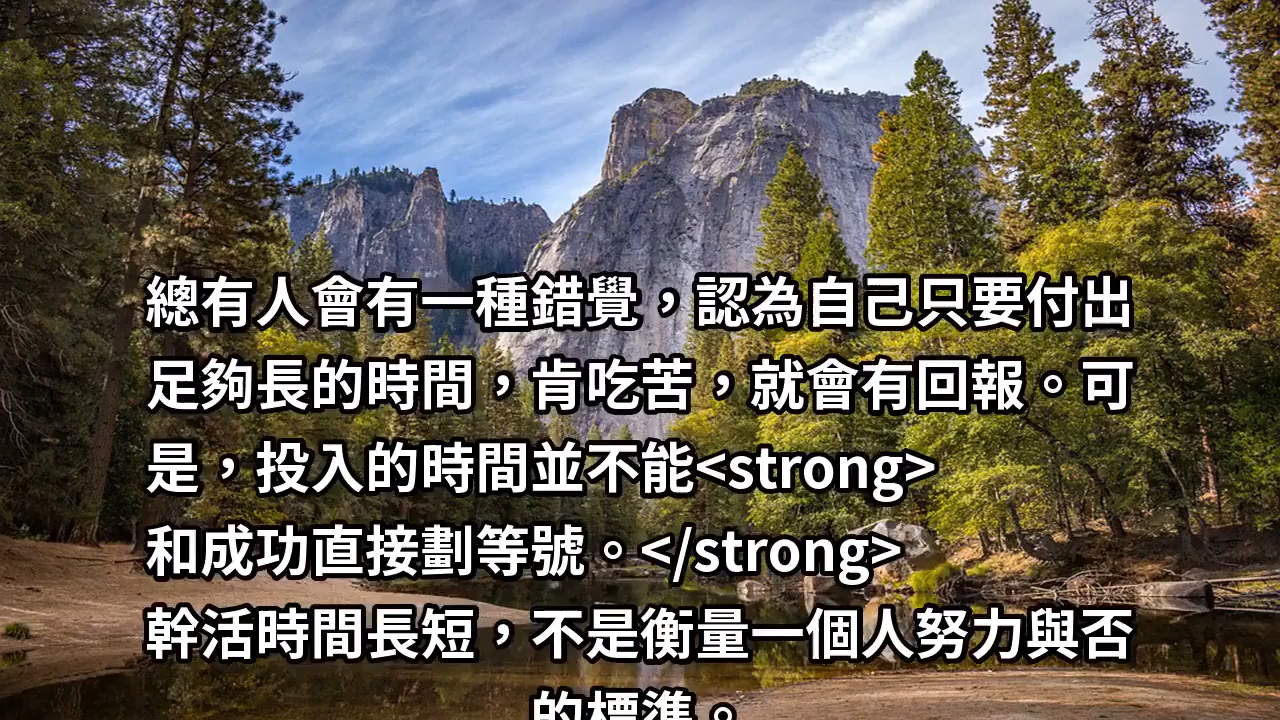 總有人會有一種錯覺，認為自己只要付出
足夠長的時間，肯吃苦，就會有回報。可
是，投入的時間並不能<strong>
和成功直接劃等號。</strong>
幹活時間長短，不是衡量一個人努力與否
的標準。